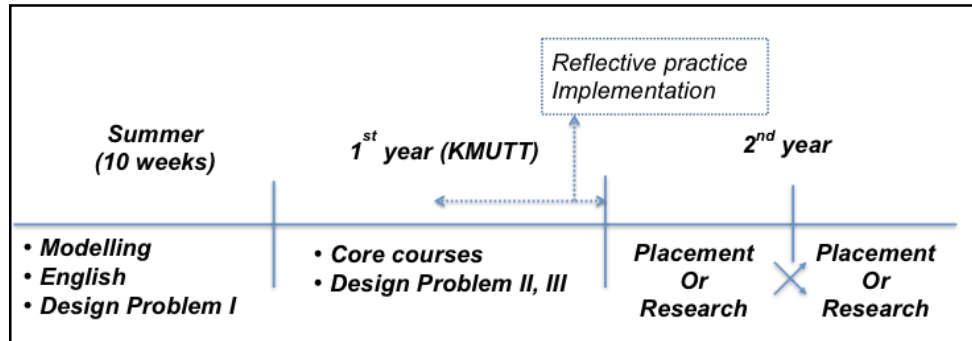 Reflective practice
Implementation
Summer
(10 weeks)
1st year (KMUTT)
2nd year
• Modelling
• English
• Design Problem I
• Core courses
• Design Problem II, III
Placement
Or
Research
Placement
Or
Research